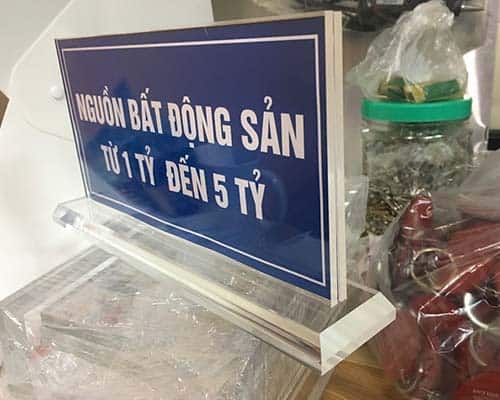 NGUỒN BẤT ĐỘNG SẢN
TỪ 1 TỶ ĐẾN 5 TỶ